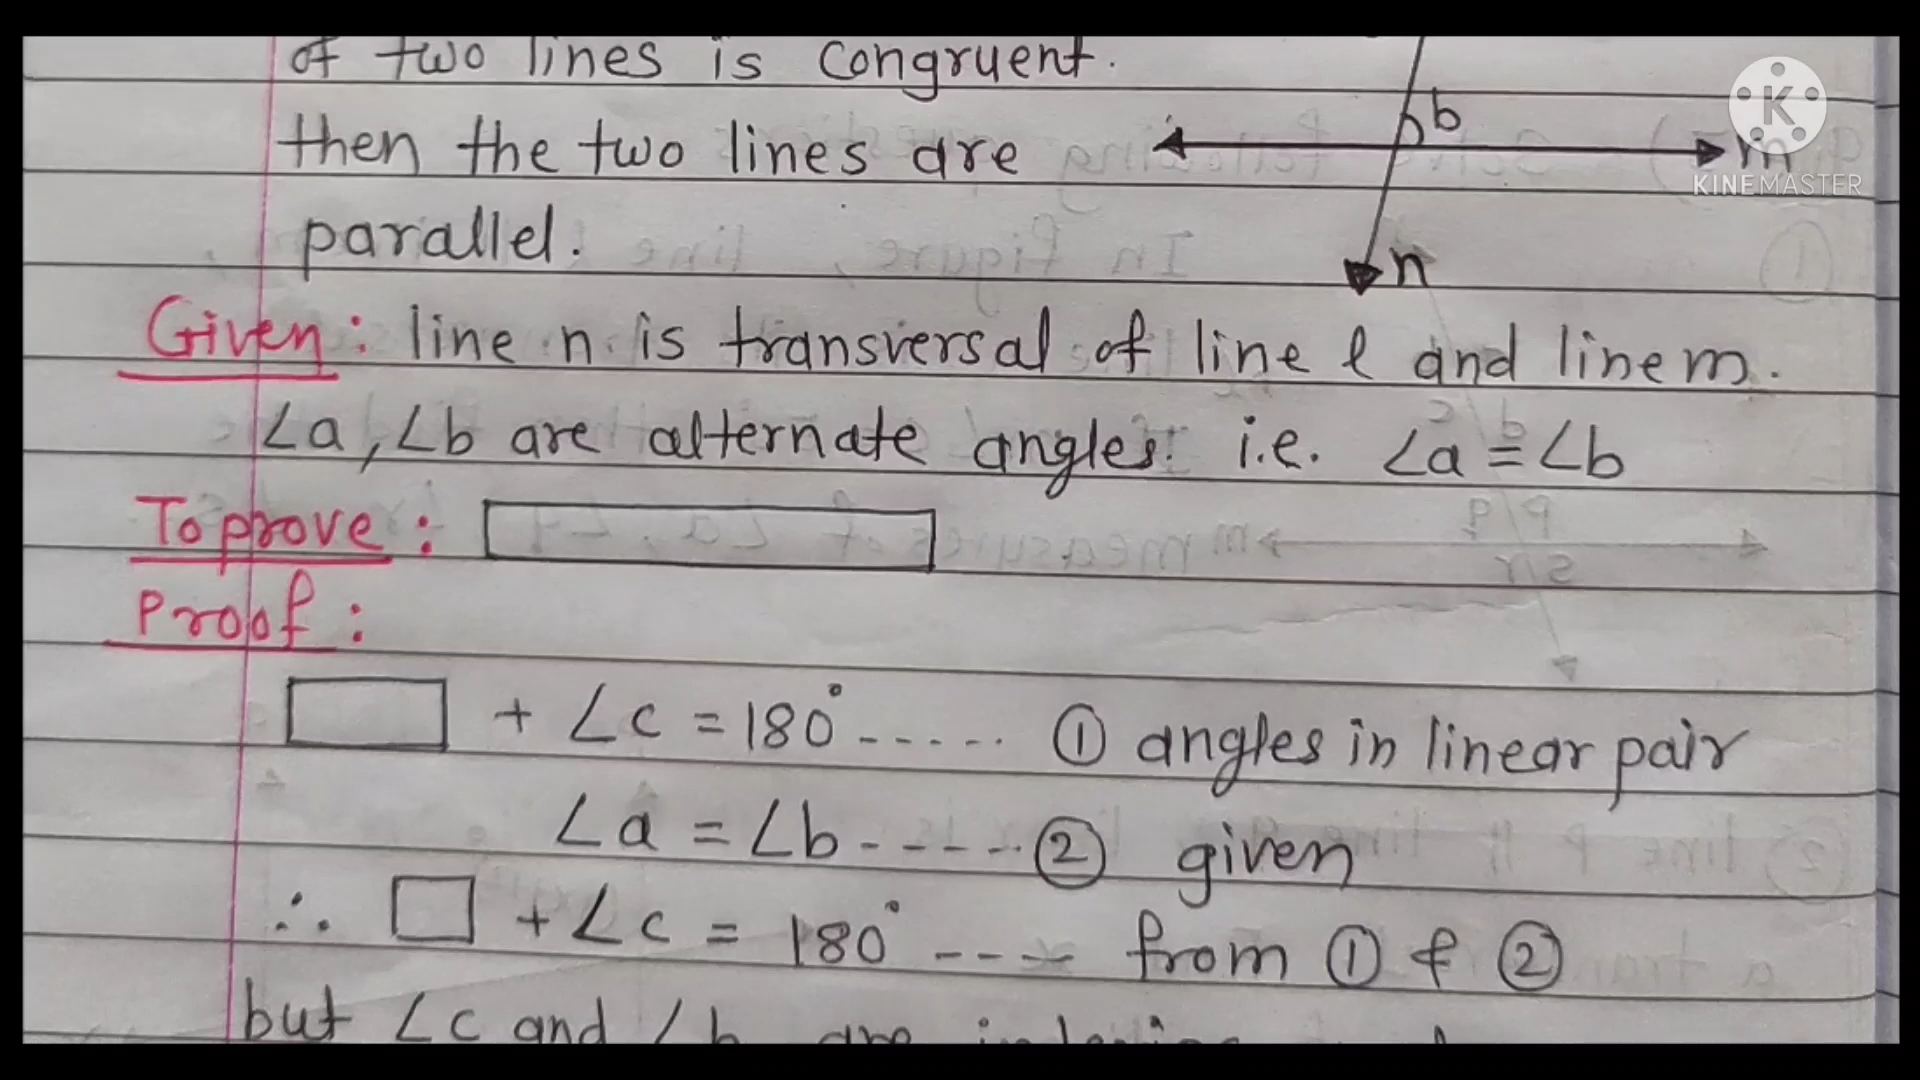 of two lines is congruent.
then the two lines are
parallel.
b
m
n
KINEMASTER
Given: line n is transversal of line l and line m.
∠a, ∠b are alternate angles. i.e. ∠a = ∠b
To prove :
Proof :
+ ∠c = 180° ..... ① angles in linear pair
∠a = ∠b ..... ② given
∴ □ + ∠c = 180° ---- from ① & ②
but ∠c and ∠b are interior